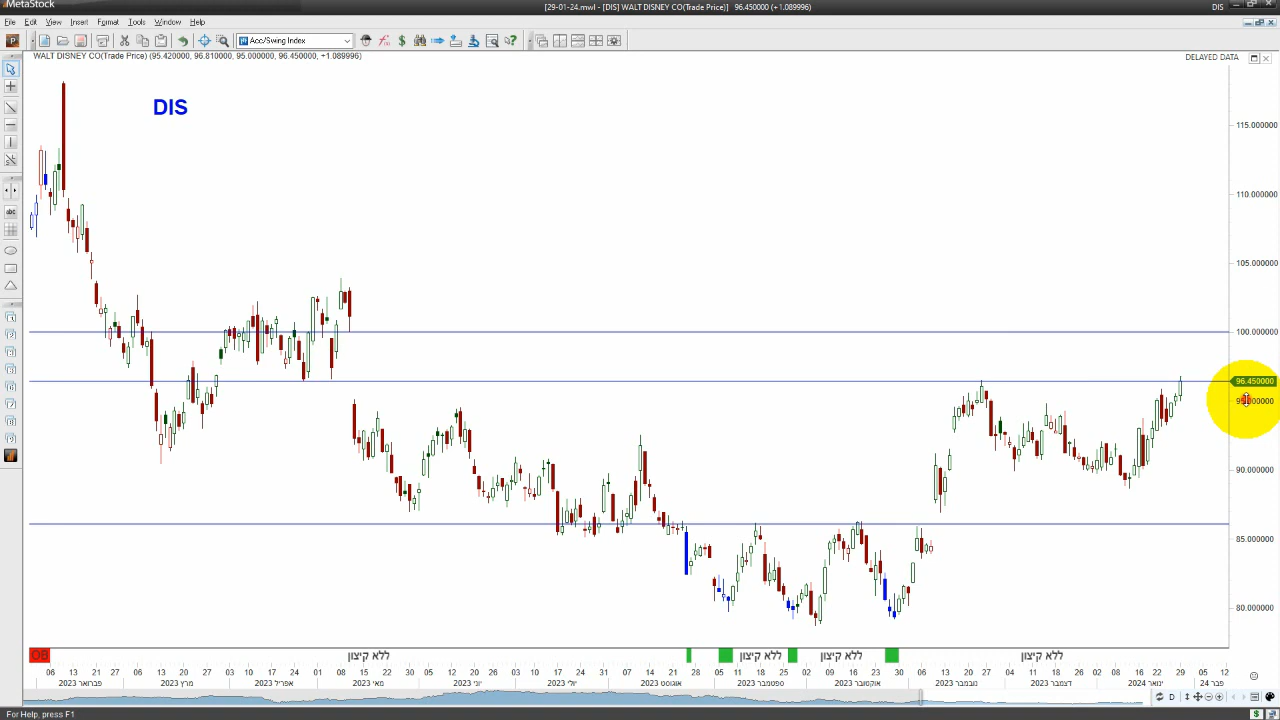 MetaStock
[29-01-24.mwl - [DIS] WALT DISNEY CO(Trade Price)] 96.450000 (+1.089996)
DIS
File Edit View Insert Format Tools Window Help
Acc/Swing Index
WALT DISNEY CO(Trade Price) (95.420000, 96.810000, 95.000000, 96.450000, +1.089996)
DELAYED DATA
DIS
115.000000
110.000000
105.000000
100.000000
96.450000
90.000000
85.000000
80.000000
OB
ללא קיצון
ללא קיצון
ללא קיצון
ללא קיצון
06 13 21 27 06 13 20 27 03 10 17 24 01 08 16 22 30 05 12 20 26 03 10 17 24 31 07 14 21 28 05 11 18 25 02 09 16 23 30 06 13 20 27 04 11 18 26 02 08 16 22 29 05 12
פברואר 2023 מרץ 2023 אפריל 2023 מאי 2023 יוני 2023 יולי 2023 אוגוסט 2023 ספטמבר 2023 אוקטובר 2023 נובמבר 2023 דצמבר 2023 ינואר 2024 פבר 24
For Help, press F1